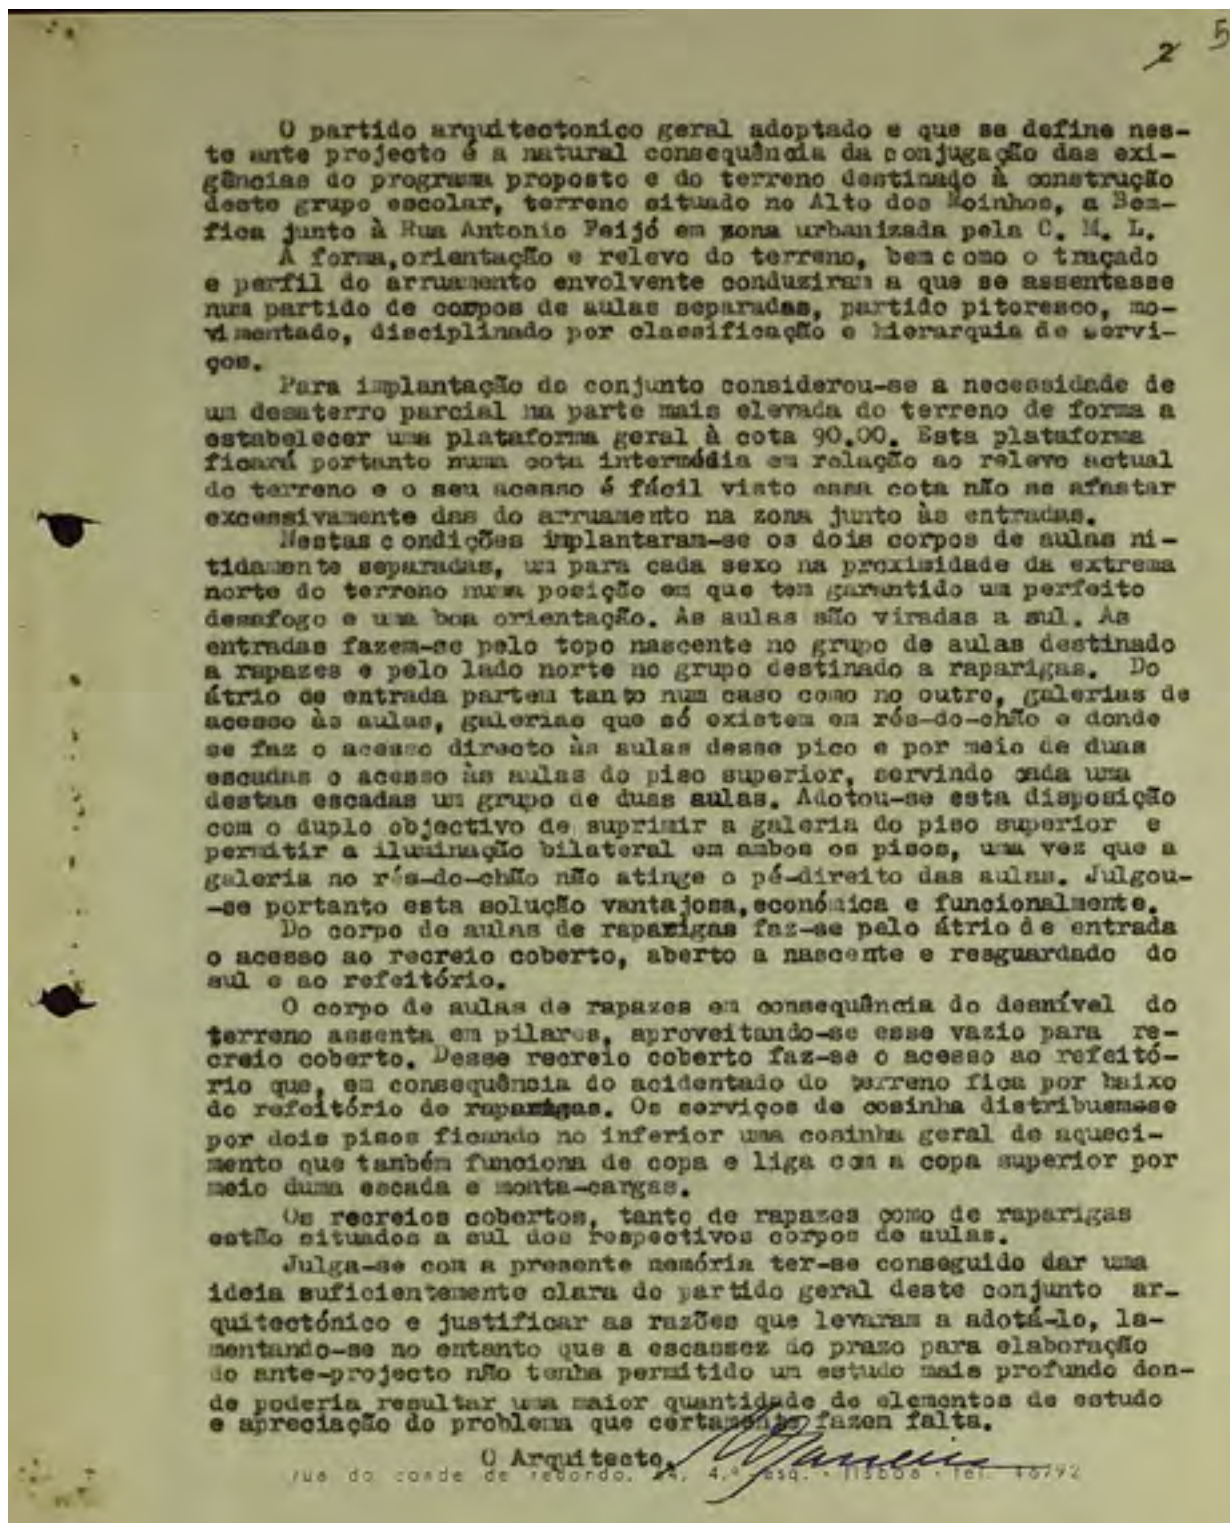 2 5
O partido arquitectonico geral adoptado e que se define nes-
te ante projecto é a natural consequência da conjugação das exi-
gências do programa proposto e do terreno destinado à construção
deste grupo escolar, terreno situado no Alto dos Moinhos, a Bem-
fica junto à Rua Antonio Feijó em zona urbanizada pela C. M. L.
A forma,orientação e relevo do terreno, bem como o traçado
e perfil do arruamento envolvente conduziram a que se assentasse
num partido de corpos de aulas separadas, partido pitoresco, mo-
vimentado, disciplinado por classificação e hierarquia de servi-
ços.
Para implantação do conjunto considerou-se a necessidade de
um desaterro parcial na parte mais elevada do terreno de forma a
estabelecer uma plataforma geral à cota 90.00. Esta plataforma
ficará portanto numa cota intermédia em relação ao relevo actual
do terreno e o seu acesso é fácil visto essa cota não se afastar
excessivamente das do arruamento na zona junto às entradas.
Nestas condições implantaram-se os dois corpos de aulas ni-
tidamente separadas, um para cada sexo na proximidade da extrema
norte do terreno numa posição em que tem garantido um perfeito
desafogo e uma boa orientação. As aulas são viradas a sul. As
entradas fazem-se pelo topo nascente no grupo de aulas destinado
a rapazes e pelo lado norte no grupo destinado a raparigas. Do
átrio de entrada partem tanto num caso como no outro, galerias de
acesso às aulas, galerias que só existem em rés-do-chão e donde
se faz o acesso directo às aulas desse pico e por meio de duas
escadas o acesso às aulas do piso superior, servindo cada uma
destas escadas um grupo de duas aulas. Adotou-se esta disposição
com o duplo objectivo de suprimir a galeria do piso superior e
permitir a iluminação bilateral em ambos os pisos, uma vez que a
galeria no rés-do-chão não atinge o pé-direito das aulas. Julgou-
-se portanto esta solução vantajosa,económica e funcionalmente.
Do corpo de aulas de raparigas faz-se pelo átrio de entrada
o acesso ao recreio coberto, aberto a nascente e resguardado do
sul e ao refeitório.
O corpo de aulas de rapazes em consequência do desnível do
terreno assenta em pilares, aproveitando-se esse vazio para re-
creio coberto. Desse recreio coberto faz-se o acesso ao refeitó-
rio que, em consequência do acidentado do terreno fica por baixo
do refeitório de raparigas. Os serviços de cosinha distribuemsse
por dois pisos ficando no inferior uma cosinha geral de aqueci-
mento que também funciona de copa e liga com a copa superior por
meio duma escada e monta-cargas.
Os recreios cobertos, tanto de rapazes como de raparigas
estão situados a sul dos respectivos corpos de aulas.
Julga-se com a presente memória ter-se conseguido dar uma
ideia suficientemente clara do partido geral deste conjunto ar-
quitectónico e justificar as razões que levaram a adotá-lo, la-
mentando-se no entanto que a escassez do prazo para elaboração
do ante-projecto não tenha permitido um estudo mais profundo don-
de poderia resultar uma maior quantidade de elementos de estudo
e apreciação do problema que certamente fazem falta.
O Arquitecto,
rua do conde de redondo, 4.º esq. · lisboa · tel. 46792